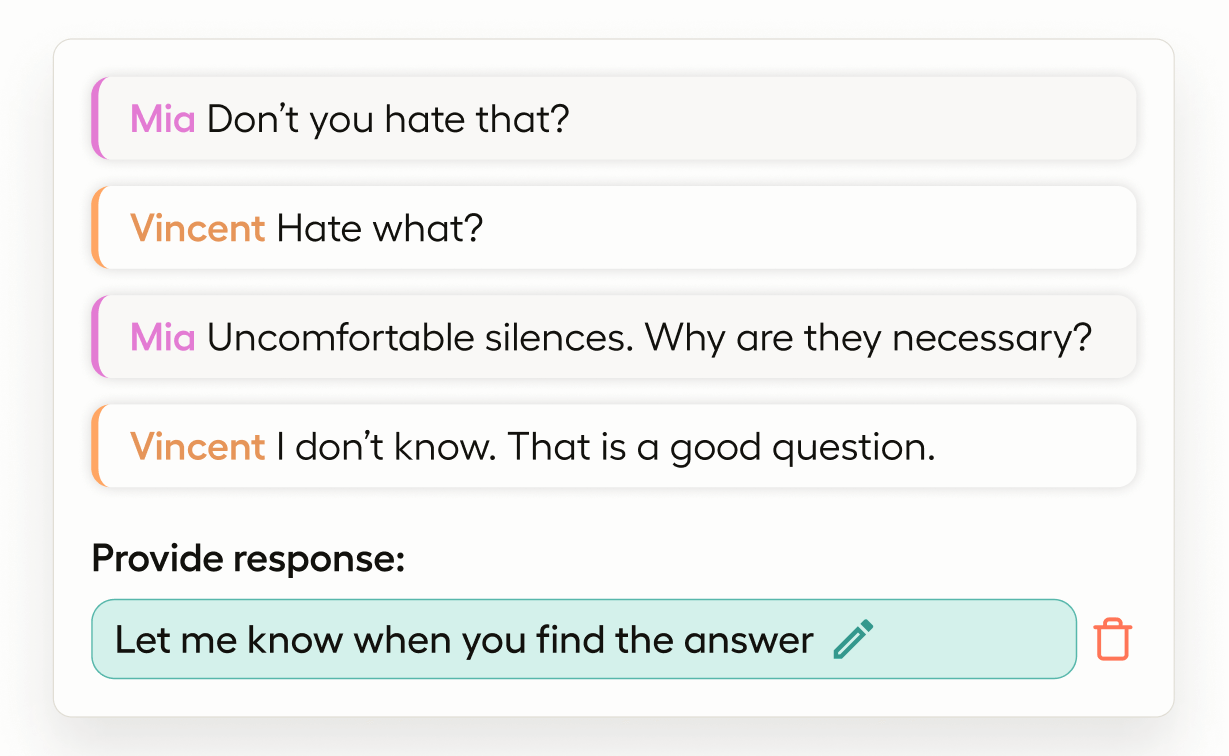 Mia Don’t you hate that?
Vincent Hate what?
Mia Uncomfortable silences. Why are they necessary?
Vincent I don’t know. That is a good question.
Provide response:
Let me know when you find the answer